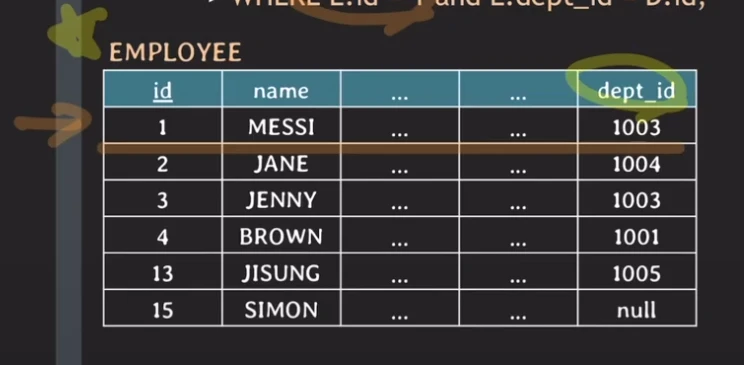 > WHERE E.id = 1 and E.dept_id = D.id;
EMPLOYEE
id name ... ... dept_id
1 MESSI ... ... 1003
2 JANE ... ... 1004
3 JENNY ... ... 1003
4 BROWN ... ... 1001
13 JISUNG ... ... 1005
15 SIMON ... ... null